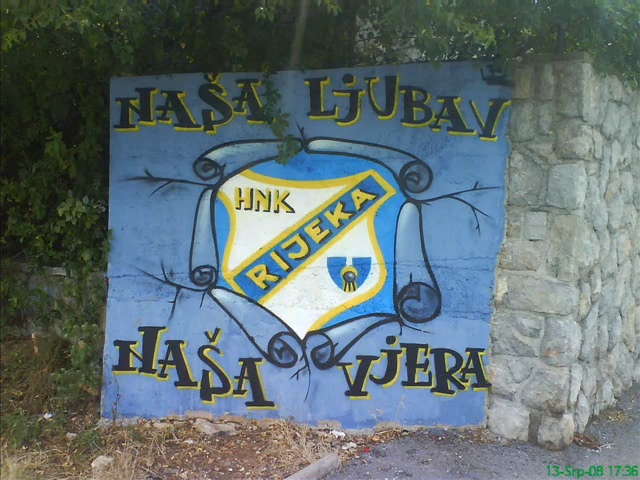 NAŠA LJUBAV
HNK
RIJEKA
NAŠA VJERA
13-Srp-08 17:36